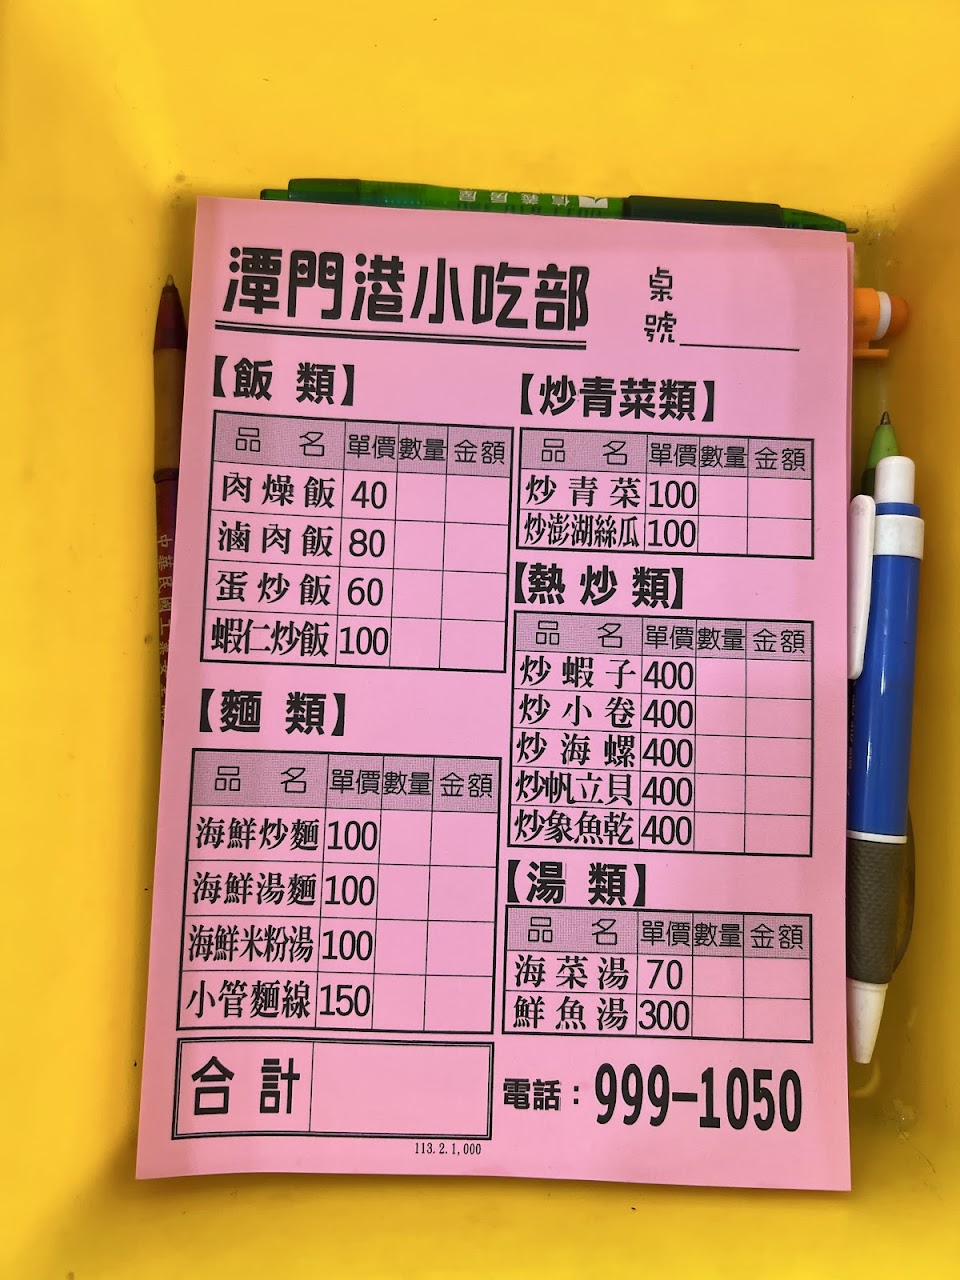 潭門港小吃部
桌號
【飯 類】
品 名 單價 數量 金額
肉燥飯 40
滷肉飯 80
蛋炒飯 60
蝦仁炒飯 100
【麵 類】
品 名 單價 數量 金額
海鮮炒麵 100
海鮮湯麵 100
海鮮米粉湯 100
小管麵線 150
合計
113.2.1,000
【炒青菜類】
品 名 單價 數量 金額
炒青菜 100
炒澎湖絲瓜 100
【熱炒類】
品 名 單價 數量 金額
炒蝦子 400
炒小卷 400
炒海螺 400
炒帆立貝 400
炒象魚乾 400
【湯 類】
品 名 單價 數量 金額
海菜湯 70
鮮魚湯 300
電話：999-1050
信義房屋